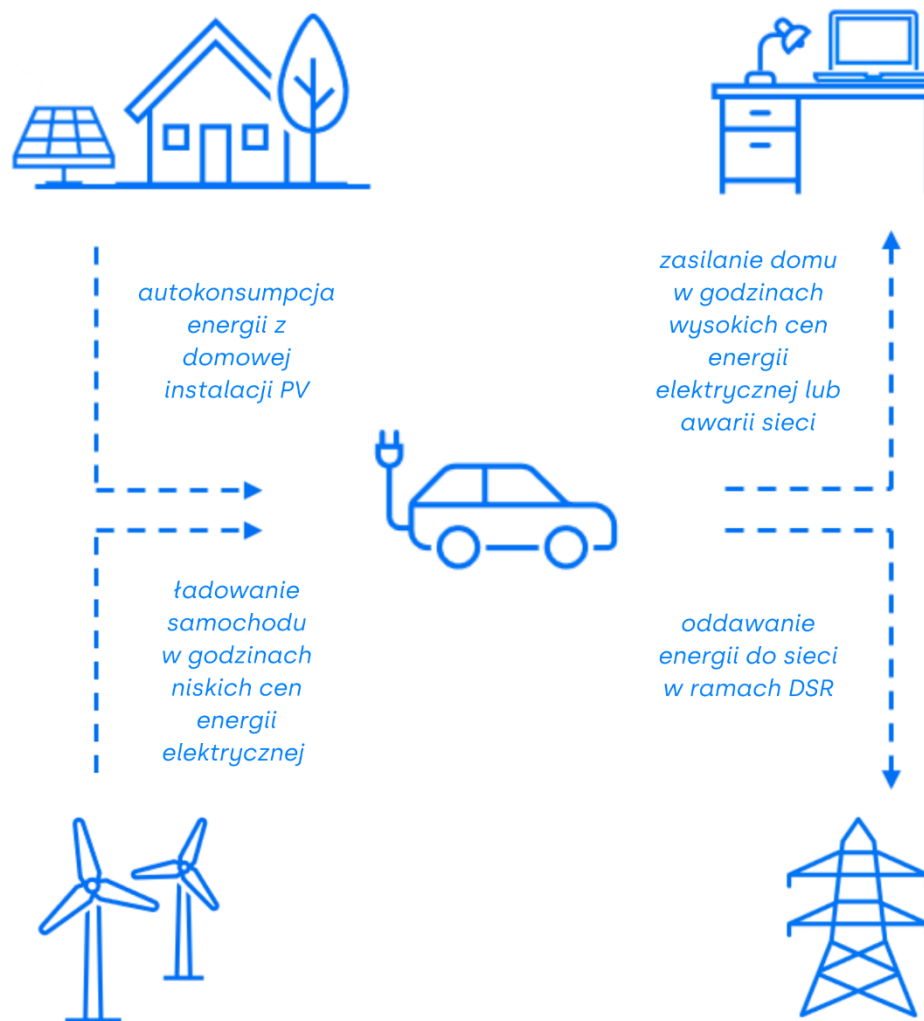 autokonsumpcja
energii z
domowej
instalacji PV
zasilanie domu
w godzinach
wysokich cen
energii
elektrycznej lub
awarii sieci
ładowanie
samochodu
w godzinach
niskich cen
energii
elektrycznej
oddawanie
energii do sieci
w ramach DSR